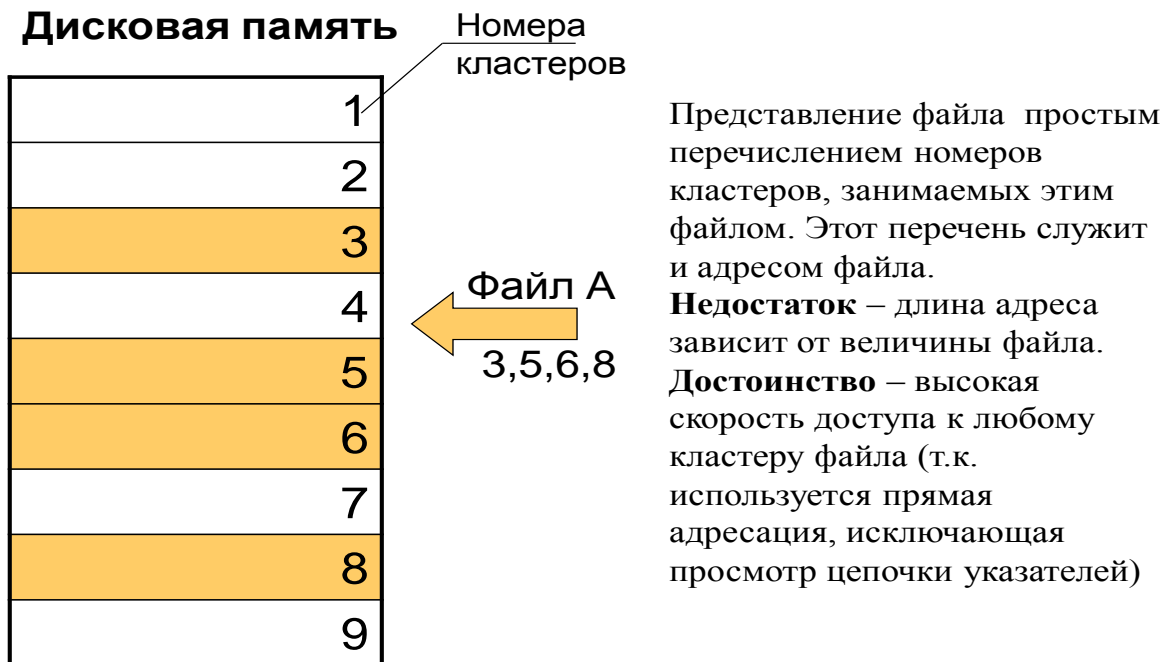 Дисковая память
Номера
кластеров
1
2
3
4
5
6
7
8
9
Файл А
3,5,6,8
Представление файла простым
перечислением номеров
кластеров, занимаемых этим
файлом. Этот перечень служит
и адресом файла.
Недостаток – длина адреса
зависит от величины файла.
Достоинство – высокая
скорость доступа к любому
кластеру файла (т.к.
используется прямая
адресация, исключающая
просмотр цепочки указателей)